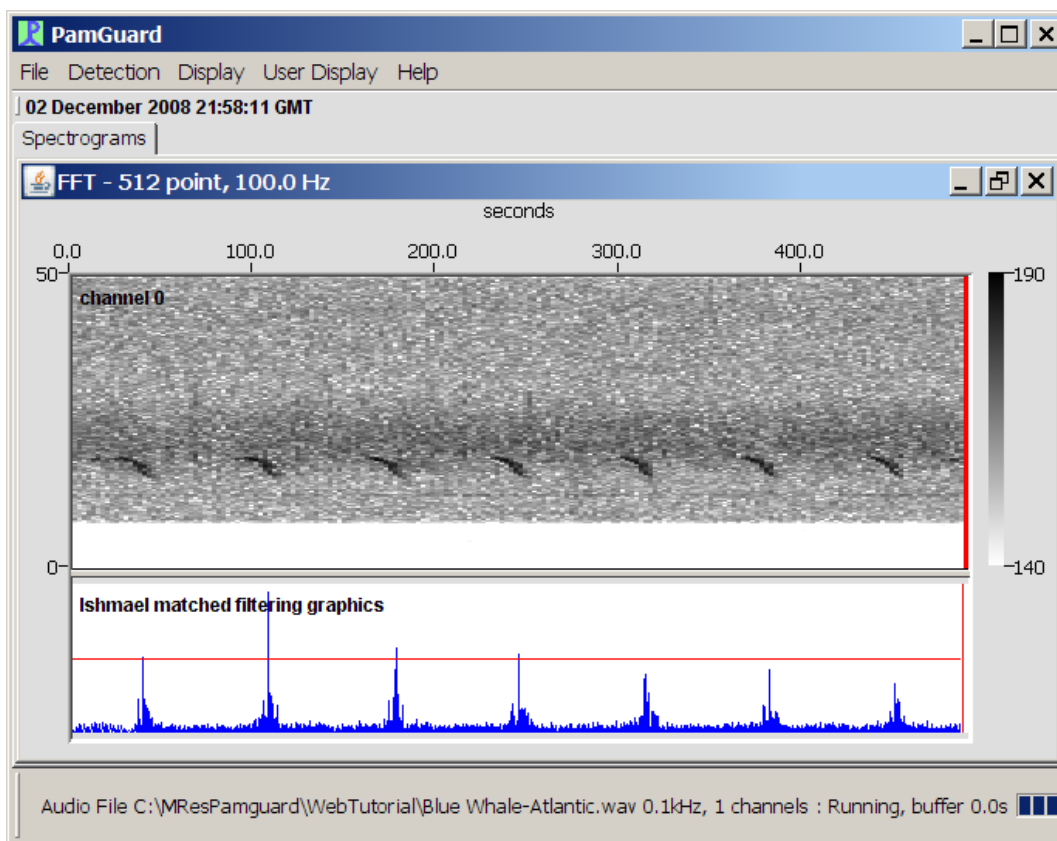 PamGuard
File Detection Display User Display Help
02 December 2008 21:58:11 GMT
Spectrograms
FFT - 512 point, 100.0 Hz
seconds
0.0 100.0 200.0 300.0 400.0
50
channel 0
190
0
140
Ishmael matched filtering graphics
Audio File C:\MResPamguard\WebTutorial\Blue Whale-Atlantic.wav 0.1kHz, 1 channels : Running, buffer 0.0s